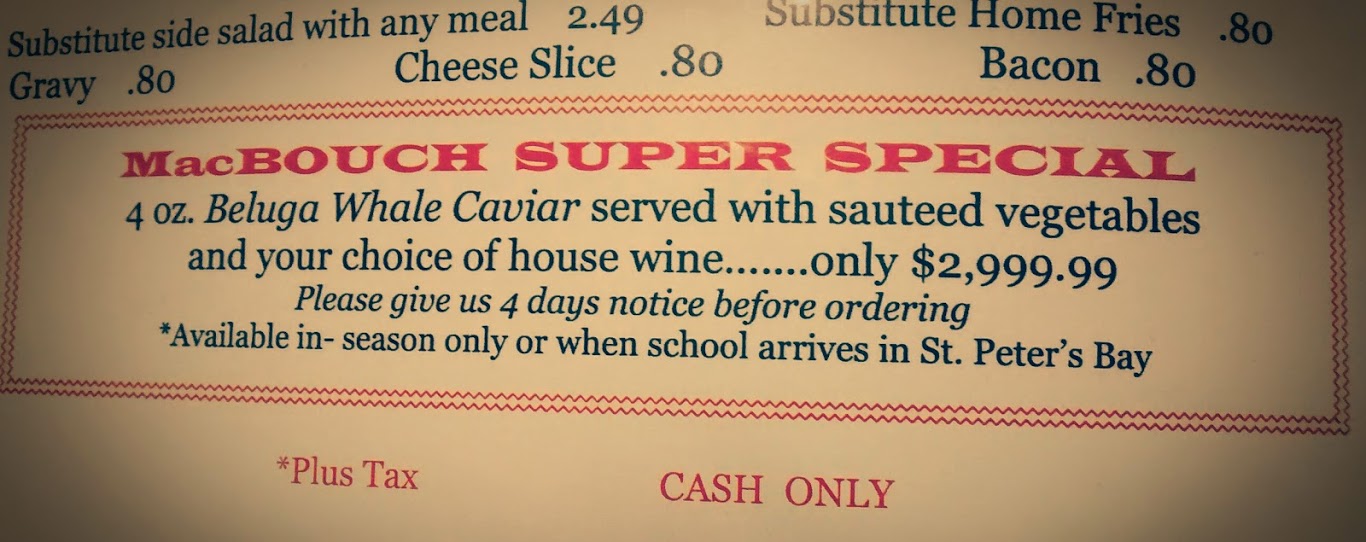 Substitute side salad with any meal 2.49 Substitute Home Fries .80
Gravy .80 Cheese Slice .80 Bacon .80
MacBOUCH SUPER SPECIAL
4 oz. Beluga Whale Caviar served with sauteed vegetables
and your choice of house wine.......only $2,999.99
Please give us 4 days notice before ordering
*Available in- season only or when school arrives in St. Peter's Bay
*Plus Tax CASH ONLY